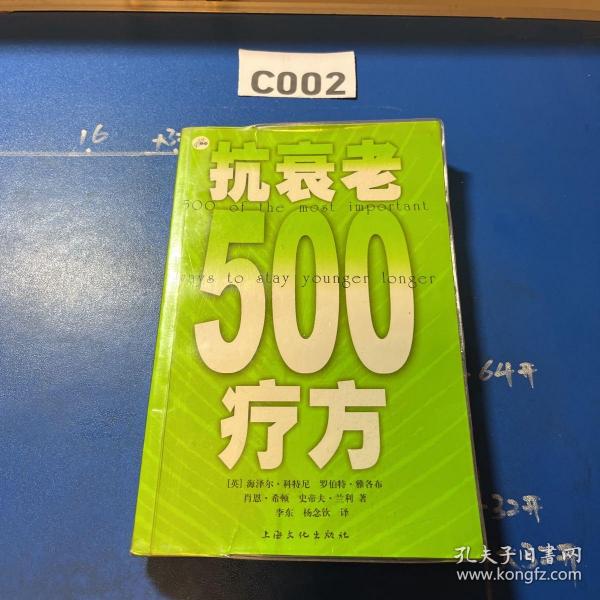 C002
16
抗衰老
500 of the most important
500
ways to stay younger longer
疗方
[英] 海泽尔·科特尼 罗伯特·雅各布
肖恩·希顿 史蒂夫·兰利 著
李东 杨念钦 译
上海文化出版社
64开
32开
孔夫子旧书网
www.kongfz.com